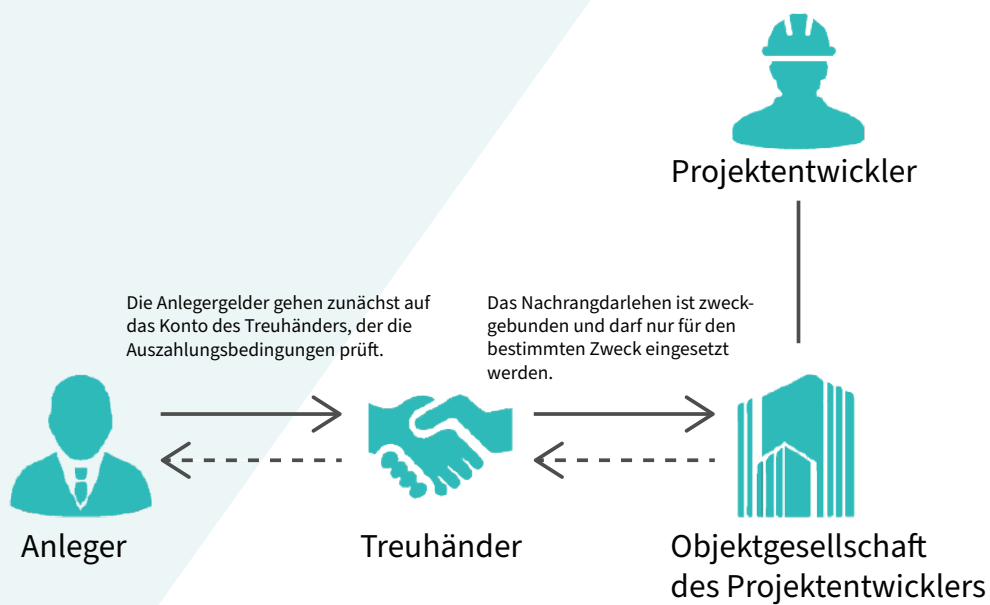 Projektentwickler
Die Anlegergelder gehen zunächst auf
das Konto des Treuhänders, der die
Auszahlungsbedingungen prüft.
Das Nachrangdarlehen ist zweck-
gebunden und darf nur für den
bestimmten Zweck eingesetzt
werden.
Anleger
Treuhänder
Objektgesellschaft
des Projektentwicklers